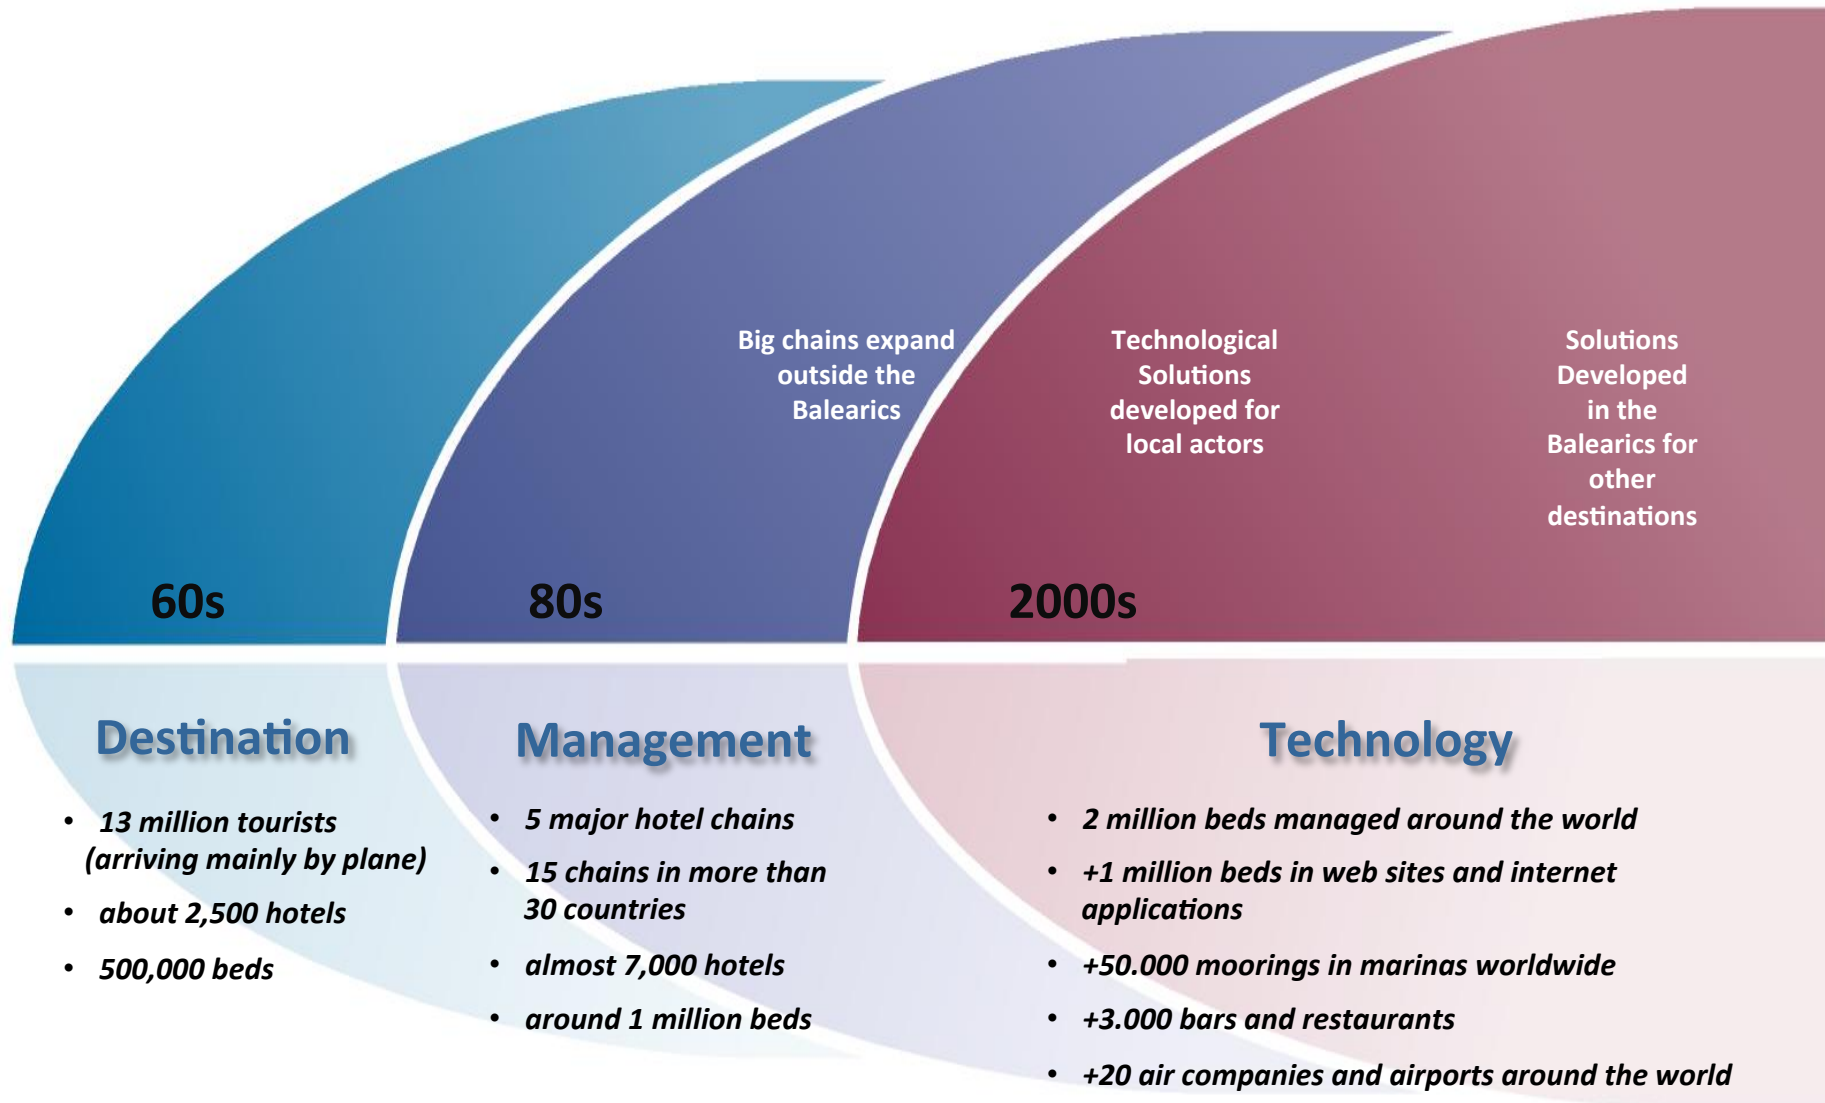 Big chains expand
outside the
Balearics
Technological
Solutions
developed for
local actors
Solutions
Developed
in the
Balearics for
other
destinations
60s
80s
2000s
Destination
• 13 million tourists
(arriving mainly by plane)
• about 2,500 hotels
• 500,000 beds
Management
• 5 major hotel chains
• 15 chains in more than
30 countries
• almost 7,000 hotels
• around 1 million beds
Technology
• 2 million beds managed around the world
• +1 million beds in web sites and internet
applications
• +50.000 moorings in marinas worldwide
• +3.000 bars and restaurants
• +20 air companies and airports around the world